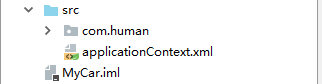 src
com.human
applicationContext.xml
MyCar.iml